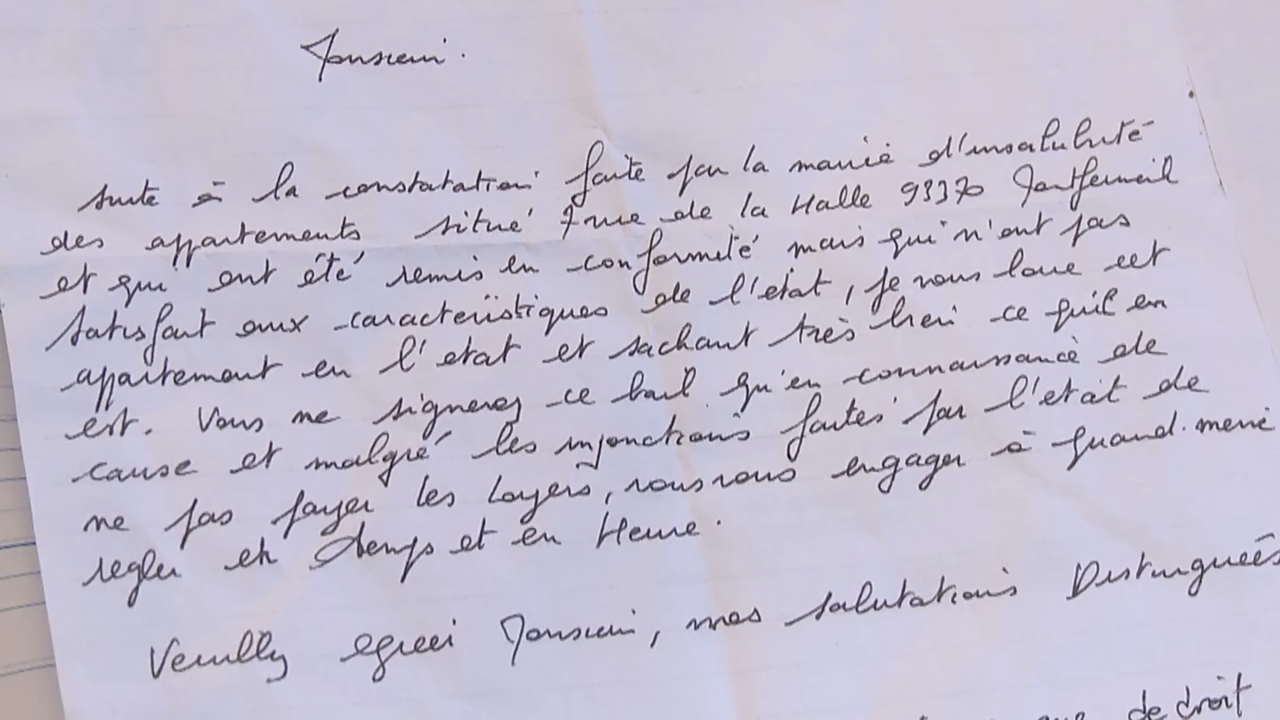 Monsieur.
suite à la constatation faite par la mairie d'insalubrité
des appartements situé 7 rue de la Halle 93370 Montfermeil
et qui ont été remis en conformité mais qui n'ont pas
satisfait aux caractéristiques de l'état, je vous loue cet
appartement en l'état et sachant très bien ce qu'il en
est. Vous ne signerez ce bail qu'en connaissance de
cause et malgré les injonctions faites par l'état de
ne pas payer les loyers, vous vous engager à quand même
regler en temps et en Heure.
Veuillez agréer Monsieur, mes salutations Distinguées
que de droit